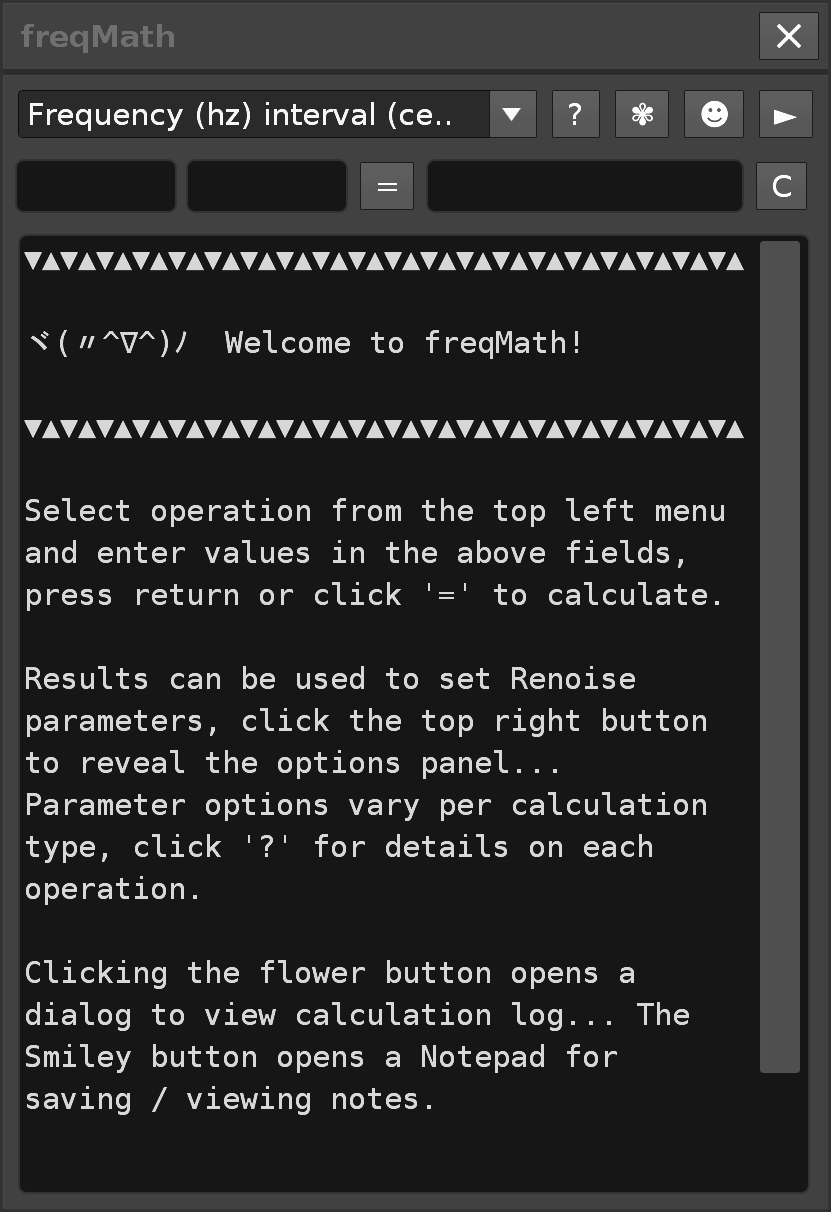 freqMath ✕
Frequency (hz) interval (ce.. ▼ ? ✾ ☻ ►
= C
▼▲▼▲▼▲▼▲▼▲▼▲▼▲▼▲▼▲▼▲▼▲▼▲▼▲▼▲▼▲▼▲▼▲▼▲▼▲▼▲
ヾ(〃^∇^)ﾉ Welcome to freqMath!
▼▲▼▲▼▲▼▲▼▲▼▲▼▲▼▲▼▲▼▲▼▲▼▲▼▲▼▲▼▲▼▲▼▲▼▲▼▲▼▲
Select operation from the top left menu
and enter values in the above fields,
press return or click '=' to calculate.
Results can be used to set Renoise
parameters, click the top right button
to reveal the options panel...
Parameter options vary per calculation
type, click '?' for details on each
operation.
Clicking the flower button opens a
dialog to view calculation log... The
Smiley button opens a Notepad for
saving / viewing notes.